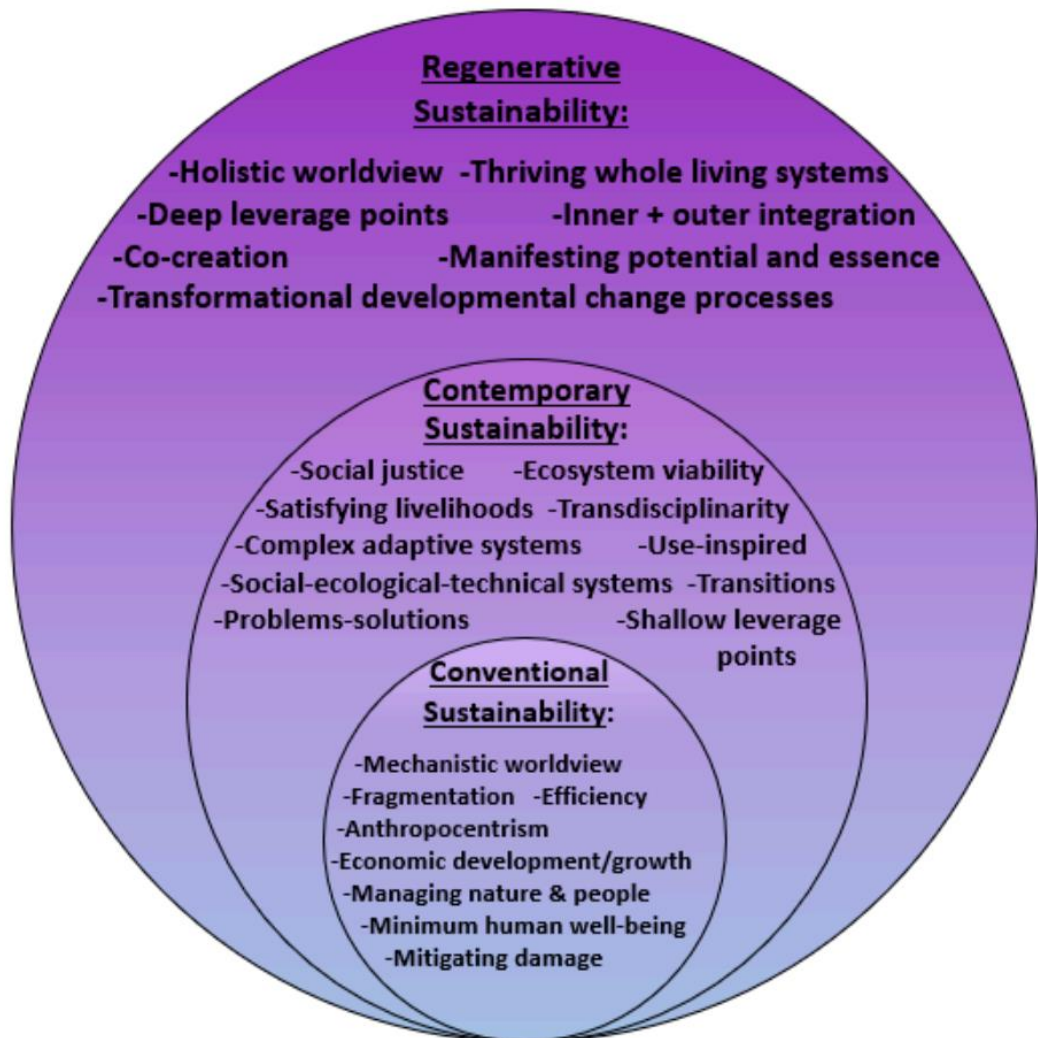 Regenerative
Sustainability:
-Holistic worldview -Thriving whole living systems
-Deep leverage points -Inner + outer integration
-Co-creation -Manifesting potential and essence
-Transformational developmental change processes
Contemporary
Sustainability:
-Social justice -Ecosystem viability
-Satisfying livelihoods -Transdisciplinarity
-Complex adaptive systems -Use-inspired
-Social-ecological-technical systems -Transitions
-Problems-solutions -Shallow leverage
points
Conventional
Sustainability:
-Mechanistic worldview
-Fragmentation -Efficiency
-Anthropocentrism
-Economic development/growth
-Managing nature & people
-Minimum human well-being
-Mitigating damage